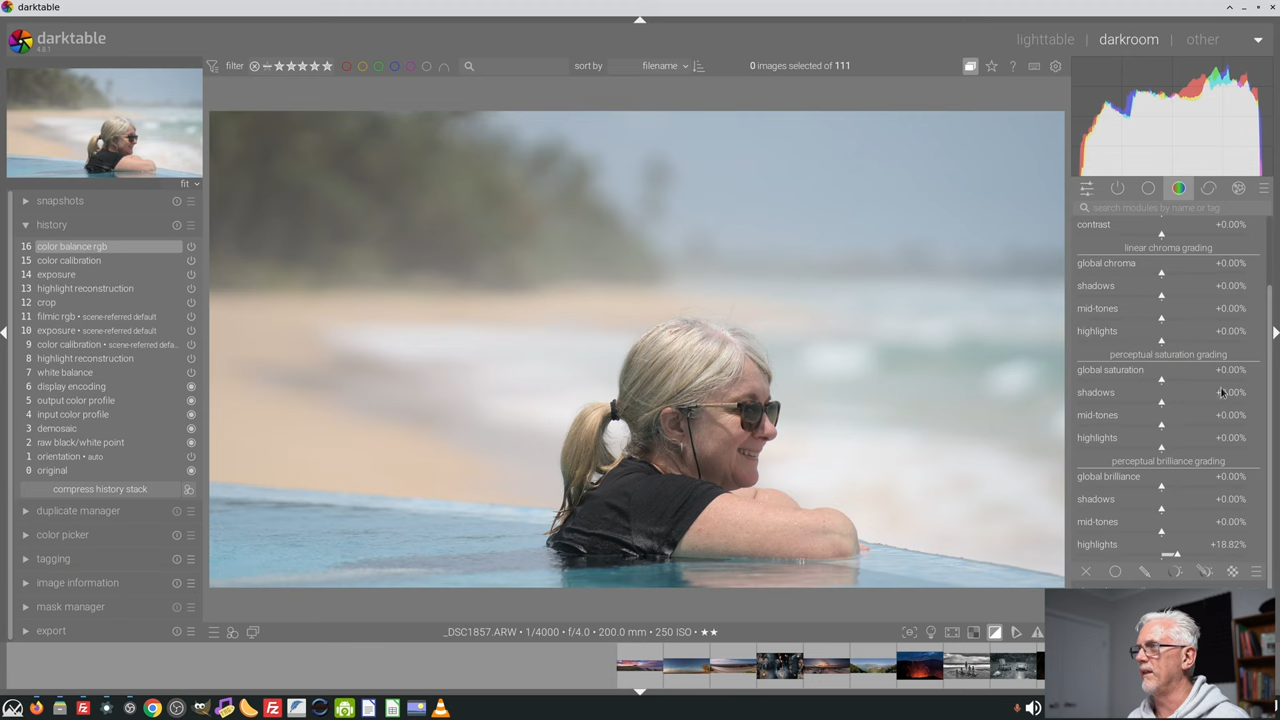 darktable
darktable
4.8.1
lighttable | darkroom | other
filter
sort by filename
0 images selected of 111
fit
snapshots
history
16 color balance rgb
15 color calibration
14 exposure
13 highlight reconstruction
12 crop
11 filmic rgb • scene-referred default
10 exposure • scene-referred default
9 color calibration • scene-referred defa...
8 highlight reconstruction
7 white balance
6 display encoding
5 output color profile
4 input color profile
3 demosaic
2 raw black/white point
1 orientation • auto
0 original
compress history stack
duplicate manager
color picker
tagging
image information
mask manager
export
search modules by name or tag
contrast +0.00%
linear chroma grading
global chroma +0.00%
shadows +0.00%
mid-tones +0.00%
highlights +0.00%
perceptual saturation grading
global saturation +0.00%
shadows +0.00%
mid-tones +0.00%
highlights +0.00%
perceptual brilliance grading
global brilliance +0.00%
shadows +0.00%
mid-tones +0.00%
highlights +18.82%
_DSC1857.ARW • 1/4000 • f/4.0 • 200.0 mm • 250 ISO • ★★